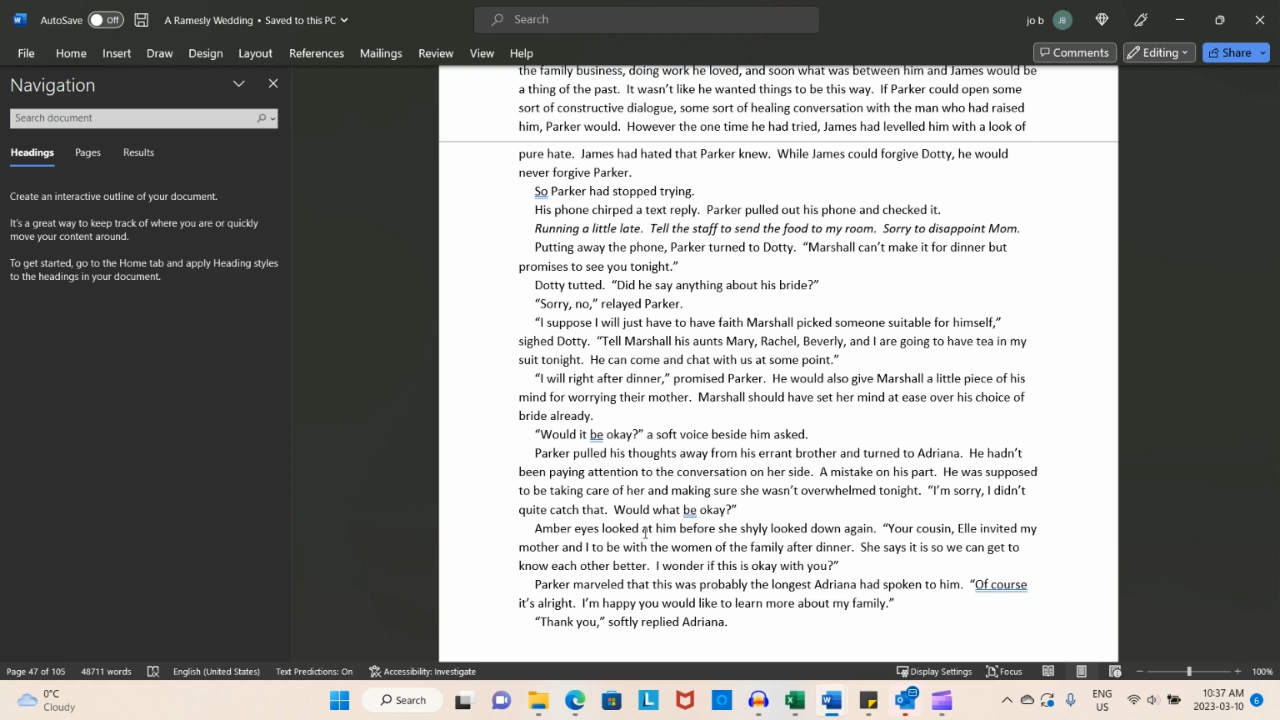 AutoSave Off A Ramesly Wedding • Saved to this PC Search jo b JB
File Home Insert Draw Design Layout References Mailings Review View Help Comments Editing Share
Navigation
Search document
Headings Pages Results
Create an interactive outline of your document.
It's a great way to keep track of where you are or quickly
move your content around.
To get started, go to the Home tab and apply Heading styles
to the headings in your document.
the family business, doing work he loved, and soon what was between him and James would be
a thing of the past. It wasn't like he wanted things to be this way. If Parker could open some
sort of constructive dialogue, some sort of healing conversation with the man who had raised
him, Parker would. However the one time he had tried, James had levelled him with a look of
pure hate. James had hated that Parker knew. While James could forgive Dotty, he would
never forgive Parker.
So Parker had stopped trying.
His phone chirped a text reply. Parker pulled out his phone and checked it.
Running a little late. Tell the staff to send the food to my room. Sorry to disappoint Mom.
Putting away the phone, Parker turned to Dotty. “Marshall can't make it for dinner but
promises to see you tonight.”
Dotty tutted. “Did he say anything about his bride?”
“Sorry, no,” relayed Parker.
“I suppose I will just have to have faith Marshall picked someone suitable for himself,”
sighed Dotty. “Tell Marshall his aunts Mary, Rachel, Beverly, and I are going to have tea in my
suit tonight. He can come and chat with us at some point.”
“I will right after dinner,” promised Parker. He would also give Marshall a little piece of his
mind for worrying their mother. Marshall should have set her mind at ease over his choice of
bride already.
“Would it be okay?” a soft voice beside him asked.
Parker pulled his thoughts away from his errant brother and turned to Adriana. He hadn't
been paying attention to the conversation on her side. A mistake on his part. He was supposed
to be taking care of her and making sure she wasn't overwhelmed tonight. “I'm sorry, I didn't
quite catch that. Would what be okay?”
Amber eyes looked at him before she shyly looked down again. “Your cousin, Elle invited my
mother and I to be with the women of the family after dinner. She says it is so we can get to
know each other better. I wonder if this is okay with you?”
Parker marveled that this was probably the longest Adriana had spoken to him. “Of course
it's alright. I'm happy you would like to learn more about my family.”
“Thank you,” softly replied Adriana.
Page 47 of 105 48711 words English (United States) Text Predictions: On Accessibility: Investigate Display Settings Focus 100%
0°C
Cloudy
Search
ENG
US
10:37 AM
2023-03-10
6